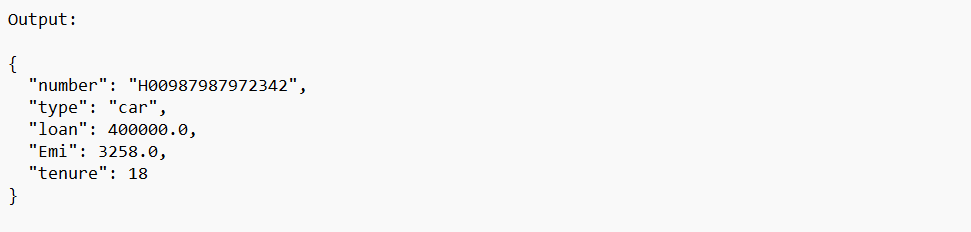 Output:
{
"number": "H00987987972342",
"type": "car",
"loan": 400000.0,
"Emi": 3258.0,
"tenure": 18
}